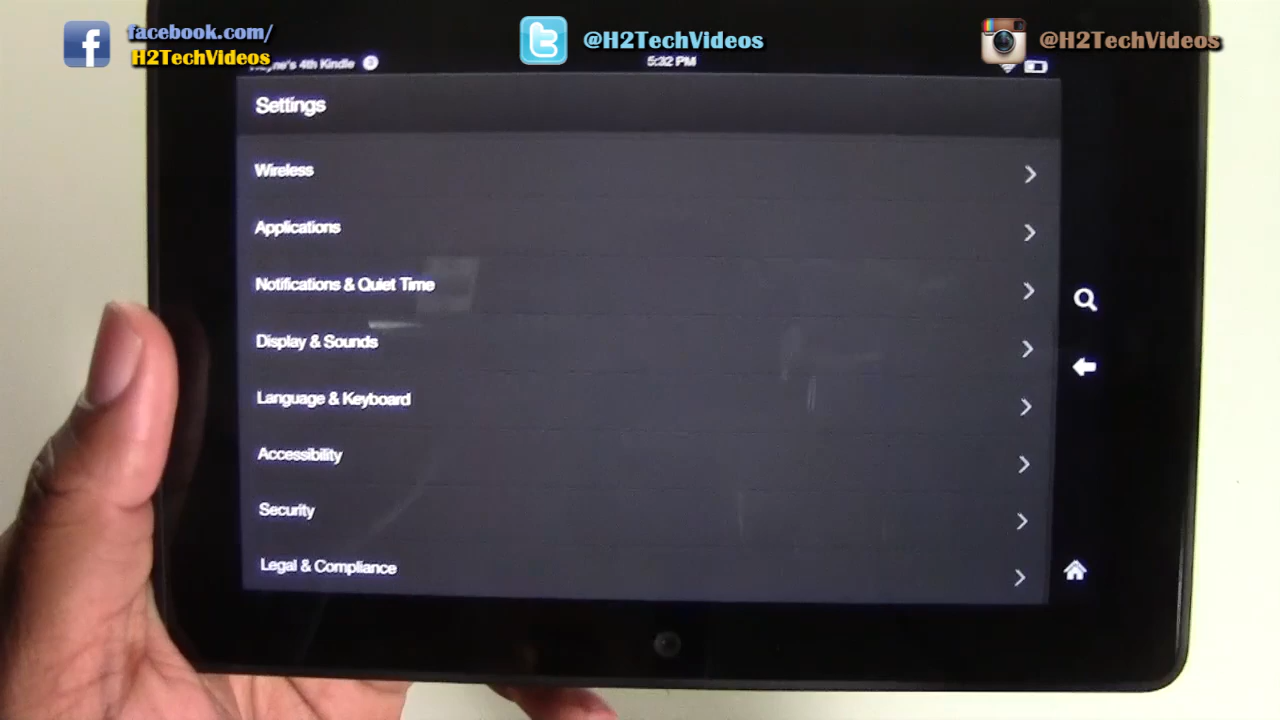 facebook.com/
H2TechVideos
@H2TechVideos
@H2TechVideos
4th Kindle
5:32 PM
Settings
Wireless
Applications
Notifications & Quiet Time
Display & Sounds
Language & Keyboard
Accessibility
Security
Legal & Compliance